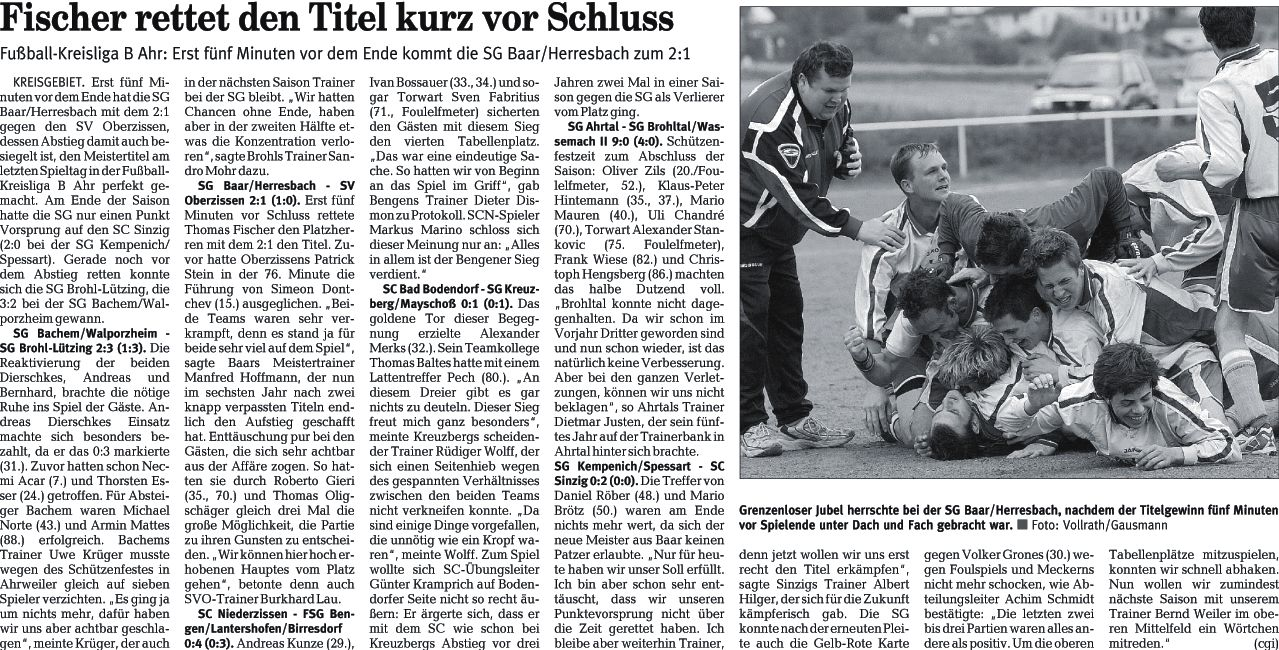 Fischer rettet den Titel kurz vor Schluss
Fußball-Kreisliga B Ahr: Erst fünf Minuten vor dem Ende kommt die SG Baar/Herresbach zum 2:1
KREISGEBIET. Erst fünf Mi-
nuten vor dem Ende hat die SG
Baar/Herresbach mit dem 2:1
gegen den SV Oberzissen,
dessen Abstieg damit auch be-
siegelt ist, den Meistertitel am
letzten Spieltag in der Fußball-
Kreisliga B Ahr perfekt ge-
macht. Am Ende der Saison
hatte die SG nur einen Punkt
Vorsprung auf den SC Sinzig
(2:0 bei der SG Kempenich/
Spessart). Gerade noch vor
dem Abstieg retten konnte
sich die SG Brohl-Lützing, die
3:2 bei der SG Bachem/Wal-
porzheim gewann.
SG Bachem/Walporzheim -
SG Brohl-Lützing 2:3 (1:3). Die
Reaktivierung der beiden
Dierschkes, Andreas und
Bernhard, brachte die nötige
Ruhe ins Spiel der Gäste. An-
dreas Dierschkes Einsatz
machte sich besonders be-
zahlt, da er das 0:3 markierte
(31.). Zuvor hatten schon Nec-
mi Acar (7.) und Thorsten Es-
ser (24.) getroffen. Für Abstei-
ger Bachem waren Michael
Norte (43.) und Armin Mattes
(88.) erfolgreich. Bachems
Trainer Uwe Krüger musste
wegen des Schützenfestes in
Ahrweiler gleich auf sieben
Spieler verzichten. „Es ging ja
um nichts mehr, dafür haben
wir uns aber achtbar geschla-
gen“, meinte Krüger, der auch
in der nächsten Saison Trainer
bei der SG bleibt. „Wir hatten
Chancen ohne Ende, haben
aber in der zweiten Hälfte et-
was die Konzentration verlo-
ren“, sagte Brohls Trainer San-
dro Mohr dazu.
SG Baar/Herresbach - SV
Oberzissen 2:1 (1:0). Erst fünf
Minuten vor Schluss rettete
Thomas Fischer den Platzher-
ren mit dem 2:1 den Titel. Zu-
vor hatte Oberzissens Patrick
Stein in der 76. Minute die
Führung von Simeon Dont-
chev (15.) ausgeglichen. „Bei-
de Teams waren sehr ver-
krampft, denn es stand ja für
beide sehr viel auf dem Spiel“,
sagte Baars Meistertrainer
Manfred Hoffmann, der nun
im sechsten Jahr nach zwei
knapp verpassten Titeln end-
lich den Aufstieg geschafft
hat. Enttäuschung pur bei den
Gästen, die sich sehr achtbar
aus der Affäre zogen. So hat-
ten sie durch Roberto Gieri
(35., 70.) und Thomas Olig-
schäger gleich drei Mal die
große Möglichkeit, die Partie
zu ihren Gunsten zu entschei-
den. „Wir können hier hoch er-
hobenen Hauptes vom Platz
gehen“, betonte denn auch
SVO-Trainer Burkhard Lau.
SC Niederzissen - FSG Ben-
gen/Lantershofen/Birresdorf
0:4 (0:3). Andreas Kunze (29.),
Ivan Bossauer (33., 34.) und so-
gar Torwart Sven Fabritius
(71., Foulelfmeter) sicherten
den Gästen mit diesem Sieg
den vierten Tabellenplatz.
„Das war eine eindeutige Sa-
che. So hatten wir von Beginn
an das Spiel im Griff“, gab
Bengens Trainer Dieter Dis-
mon zu Protokoll. SCN-Spieler
Markus Marino schloss sich
dieser Meinung nur an: „Alles
in allem ist der Bengener Sieg
verdient.“
SC Bad Bodendorf - SG Kreuz-
berg/Mayschoß 0:1 (0:1). Das
goldene Tor dieser Begeg-
nung erzielte Alexander
Merks (32.). Sein Teamkollege
Thomas Baltes hatte mit einem
Lattentreffer Pech (80.). „An
diesem Dreier gibt es gar
nichts zu deuteln. Dieser Sieg
freut mich ganz besonders“,
meinte Kreuzbergs scheiden-
der Trainer Rüdiger Wolff, der
sich einen Seitenhieb wegen
des gespannten Verhältnisses
zwischen den beiden Teams
nicht verkneifen konnte. „Da
sind einige Dinge vorgefallen,
die unnötig wie ein Kropf wa-
ren“, meinte Wolff. Zum Spiel
wollte sich SC-Übungsleiter
Günter Kramprich auf Boden-
dorfer Seite nicht so recht äu-
ßern: Er ärgerte sich, dass er
mit dem SC wie schon bei
Kreuzbergs Abstieg vor drei
Jahren zwei Mal in einer Sai-
son gegen die SG als Verlierer
vom Platz ging.
SG Ahrtal - SG Brohltal/Was-
semach II 9:0 (4:0). Schützen-
festzeit zum Abschluss der
Saison: Oliver Zils (20./Fou-
lelfmeter, 52.), Klaus-Peter
Hintemann (35., 37.), Mario
Mauren (40.), Uli Chandré
(70.), Torwart Alexander Stan-
kovic (75. Foulelfmeter),
Frank Wiese (82.) und Chris-
toph Hengsberg (86.) machten
das halbe Dutzend voll.
„Brohltal konnte nicht dage-
genhalten. Da wir schon im
Vorjahr Dritter geworden sind
und nun schon wieder, ist das
natürlich keine Verbesserung.
Aber bei den ganzen Verlet-
zungen, können wir uns nicht
beklagen“, so Ahrtals Trainer
Dietmar Justen, der sein fünf-
tes Jahr auf der Trainerbank in
Ahrtal hinter sich brachte.
SG Kempenich/Spessart - SC
Sinzig 0:2 (0:0). Die Treffer von
Daniel Röber (48.) und Mario
Brötz (50.) waren am Ende
nichts mehr wert, da sich der
neue Meister aus Baar keinen
Patzer erlaubte. „Nur für heu-
te haben wir unser Soll erfüllt.
Ich bin aber schon sehr ent-
täuscht, dass wir unseren
Punktevorsprung nicht über
die Zeit gerettet haben. Ich
bleibe aber weiterhin Trainer,
Grenzenloser Jubel herrschte bei der SG Baar/Herresbach, nachdem der Titelgewinn fünf Minuten
vor Spielende unter Dach und Fach gebracht war. ■ Foto: Vollrath/Gausmann
denn jetzt wollen wir uns erst
recht den Titel erkämpfen“,
sagte Sinzigs Trainer Albert
Hilger, der sich für die Zukunft
kämpferisch gab. Die SG
konnte nach der erneuten Plei-
te auch die Gelb-Rote Karte
gegen Volker Grones (30.) we-
gen Foulspiels und Meckerns
nicht mehr schocken, wie Ab-
teilungsleiter Achim Schmidt
bestätigte: „Die letzten zwei
bis drei Partien waren alles an-
dere als positiv. Um die oberen
Tabellenplätze mitzuspielen,
konnten wir schnell abhaken.
Nun wollen wir zumindest
nächste Saison mit unserem
Trainer Bernd Weiler im obe-
ren Mittelfeld ein Wörtchen
mitreden.“ (cgi)